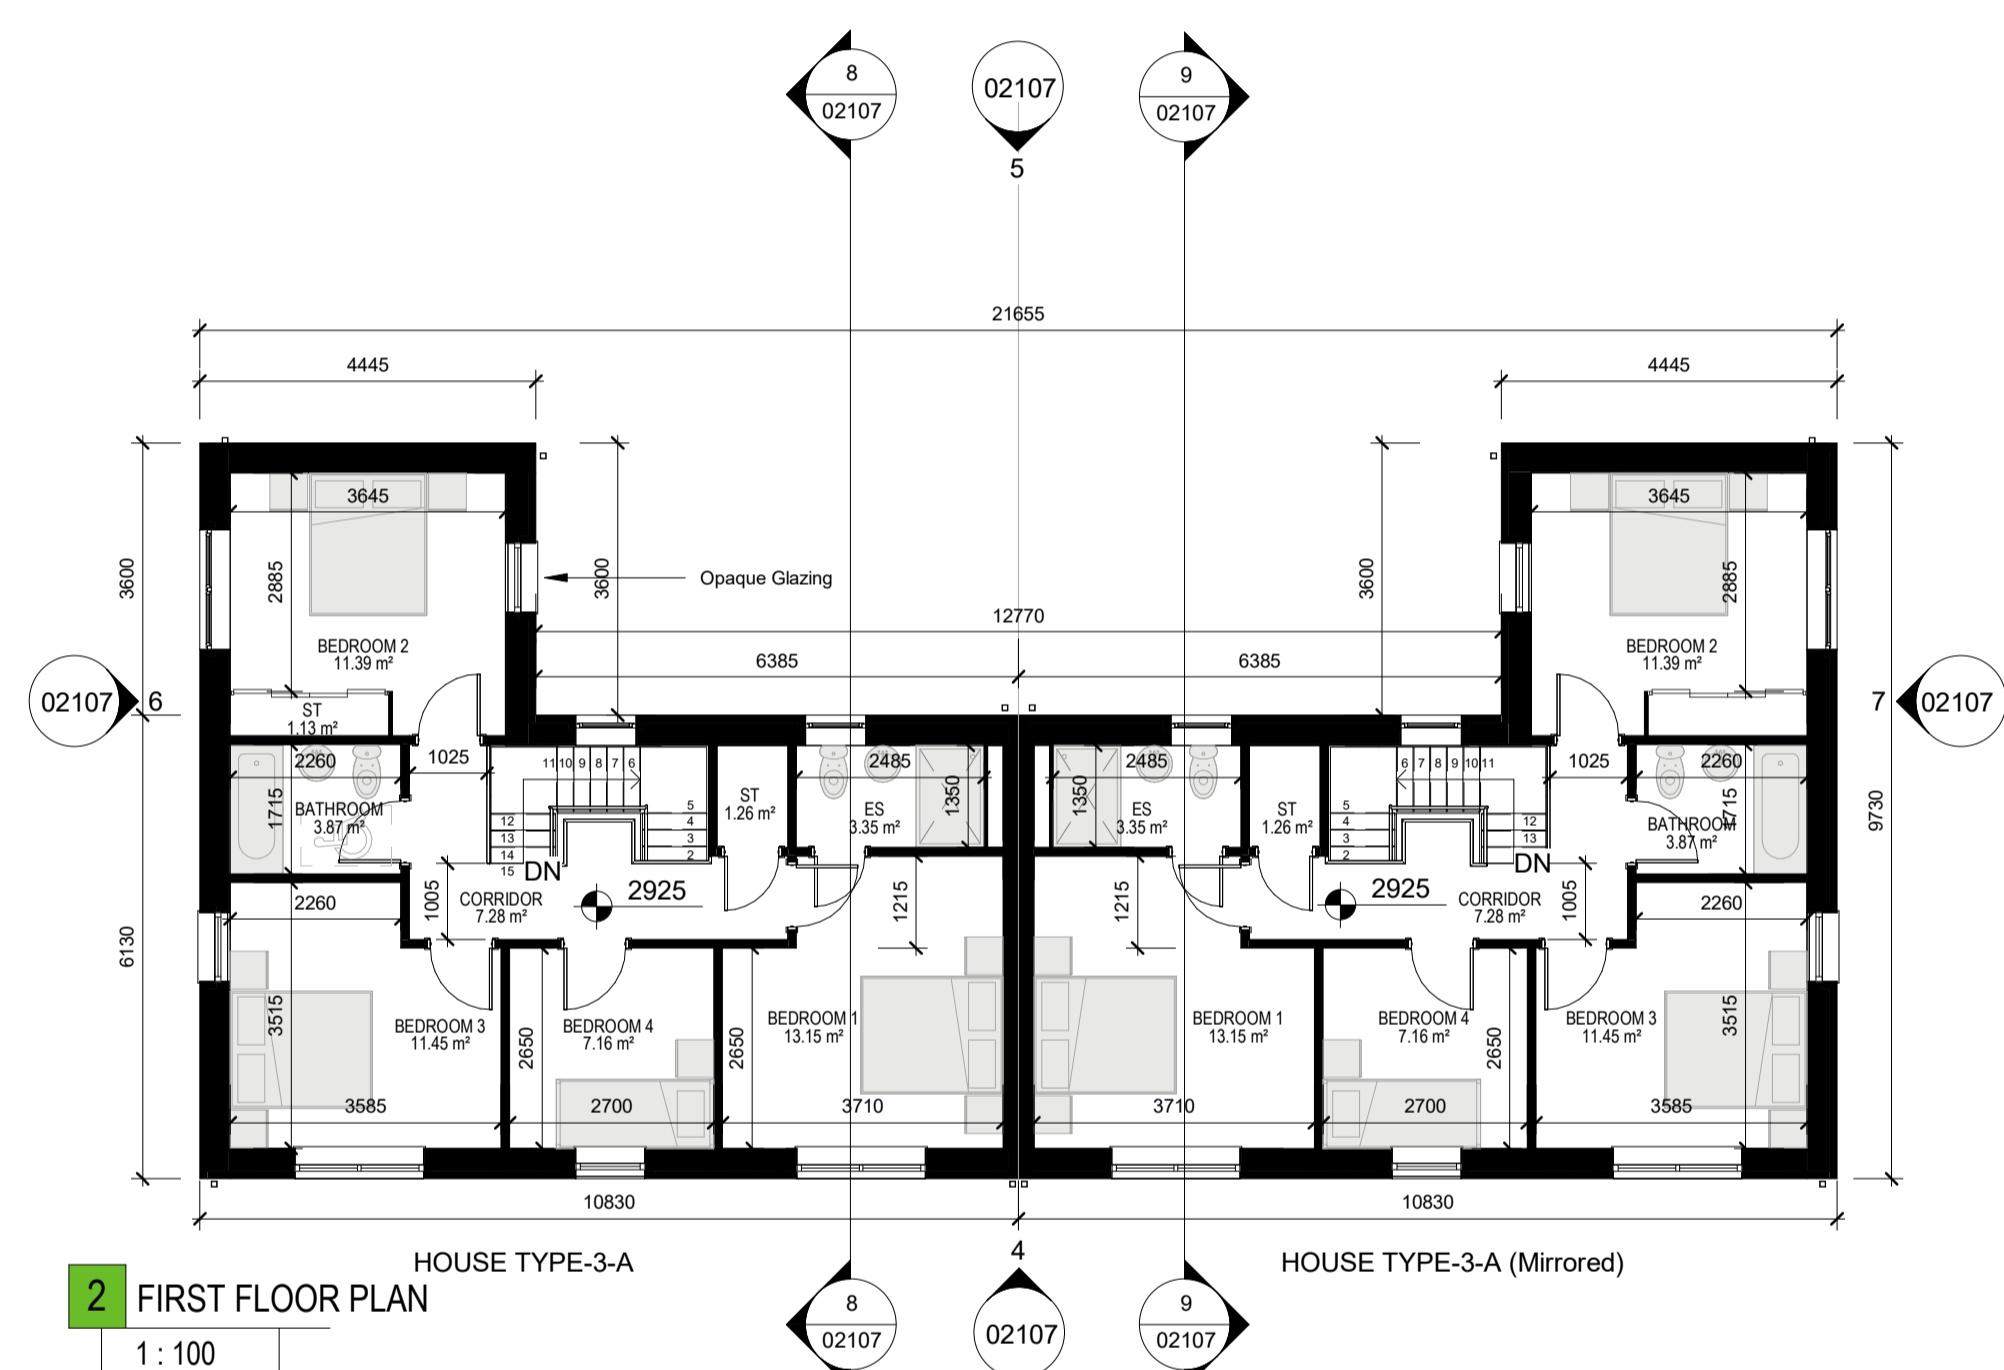 8
02107
02107
5
9
02107
21655
4445
4445
3645
3645
3600
2885
3600
Opaque Glazing
3600
2885
12770
BEDROOM 2
11.39 m²
6385
6385
BEDROOM 2
11.39 m²
02107
6
ST
1.13 m²
7
02107
2260
1025
11 10 9 8 7 6
2485
2485
6 7 8 9 10 11
1025
2260
1715
BATHROOM
3.87 m²
12
13
14
15
DN
5
4
3
2
ST
1.26 m²
ES
3.35 m²
1350
1350
ES
3.35 m²
ST
1.26 m²
5
4
3
2
12
13
DN
BATHROOM
3.87 m²
1715
9730
2260
1005
CORRIDOR
7.28 m²
2925
1215
1215
2925
CORRIDOR
7.28 m²
1005
2260
6130
3515
BEDROOM 3
11.45 m²
BEDROOM 4
7.16 m²
2650
BEDROOM 1
13.15 m²
2650
BEDROOM 1
13.15 m²
BEDROOM 4
7.16 m²
2650
BEDROOM 3
11.45 m²
3515
3585
2700
3710
3710
2700
3585
10830
10830
HOUSE TYPE-3-A
4
HOUSE TYPE-3-A (Mirrored)
2 FIRST FLOOR PLAN
1 : 100
8
02107
02107
9
02107